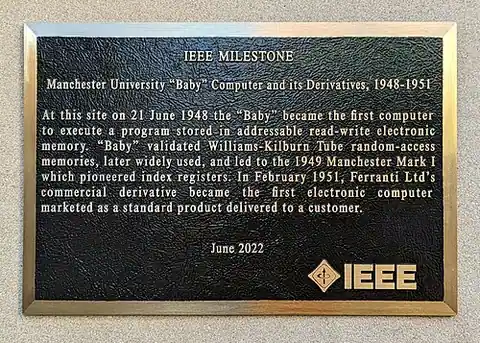 IEEE MILESTONE
Manchester University “Baby” Computer and its Derivatives, 1948-1951
At this site on 21 June 1948 the “Baby” became the first computer
to execute a program stored in addressable read-write electronic
memory. “Baby” validated Williams-Kilburn Tube random-access
memories, later widely used, and led to the 1949 Manchester Mark I
which pioneered index registers. In February 1951, Ferranti Ltd’s
commercial derivative became the first electronic computer
marketed as a standard product delivered to a customer.
June 2022
IEEE